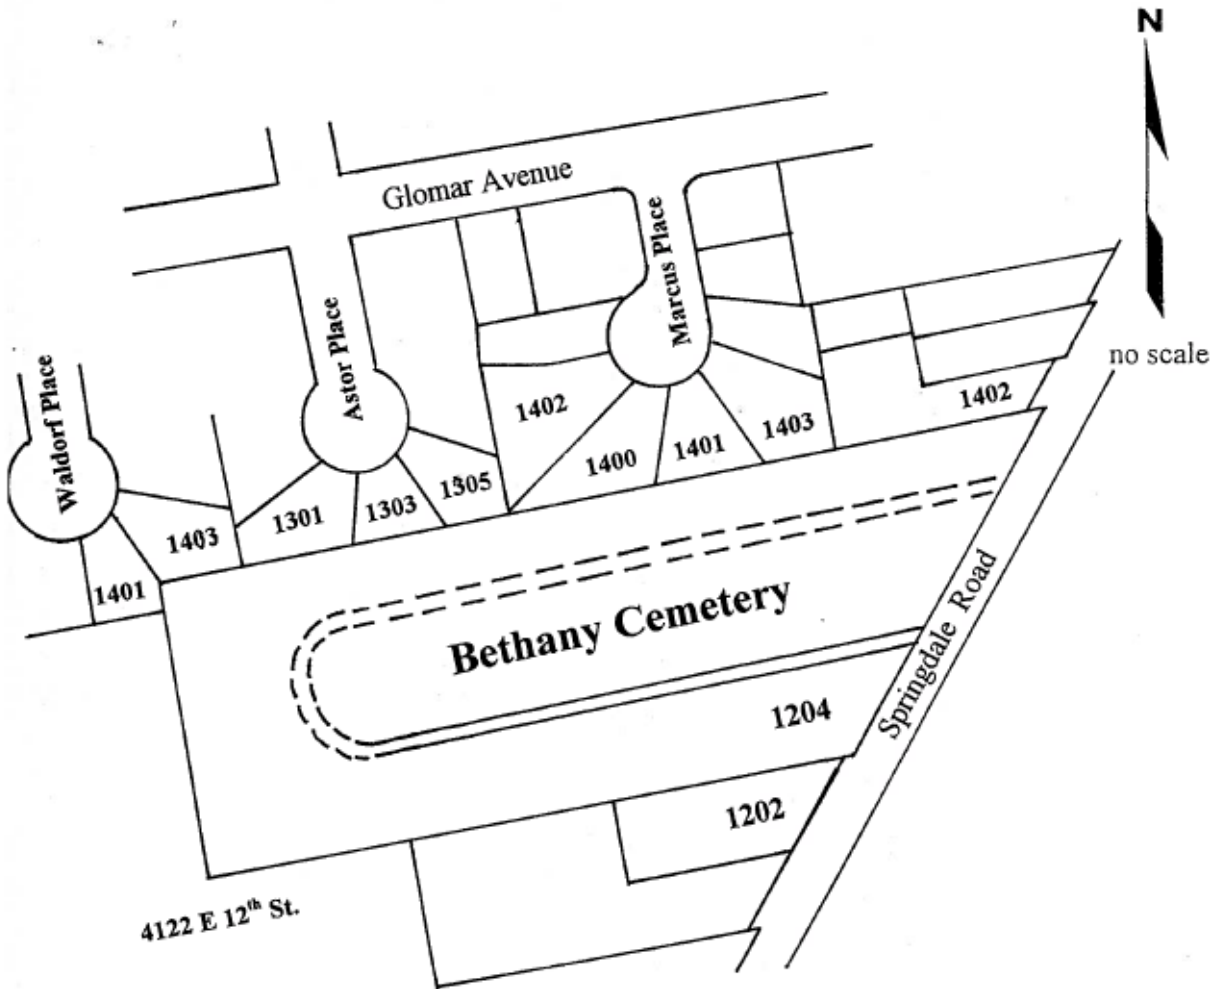 N
Glomar Avenue
Marcus Place
Astor Place
no scale
Waldorf Place
1402
1402
1403
1401
1400
1305
1303
1301
1403
1401
Bethany Cemetery
Springdale Road
1204
1202
4122 E 12th St.